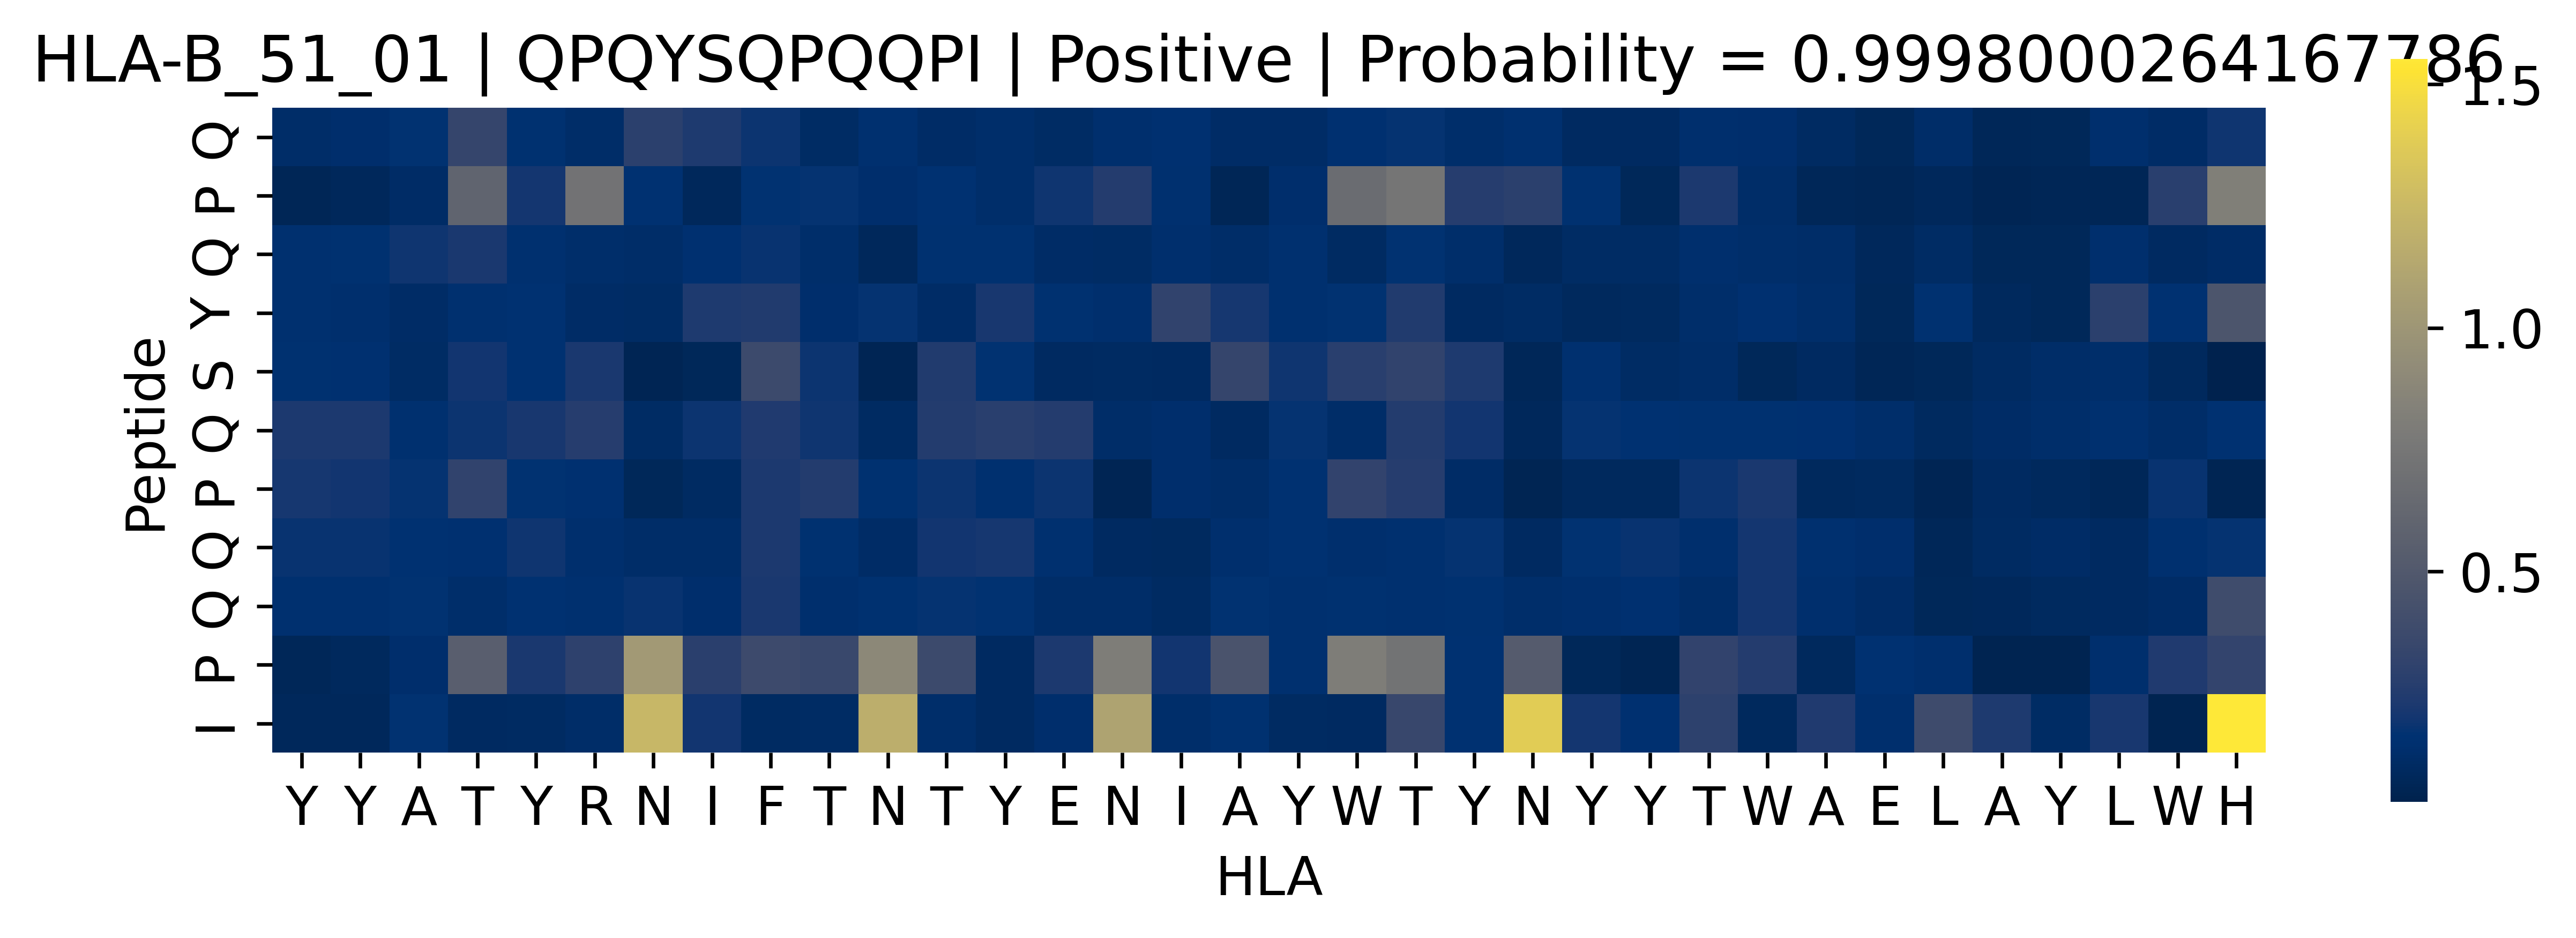 HLA-B_51_01 | QPQYSQPQQPI | Positive | Probability = 0.9998000264167786
1.5
1.0
0.5
Peptide
Q
P
Q
Y
S
Q
P
Q
Q
P
I
Y Y A T Y R N I F T N T Y E N I A Y W T Y N Y Y T W A E L A Y L W H
HLA